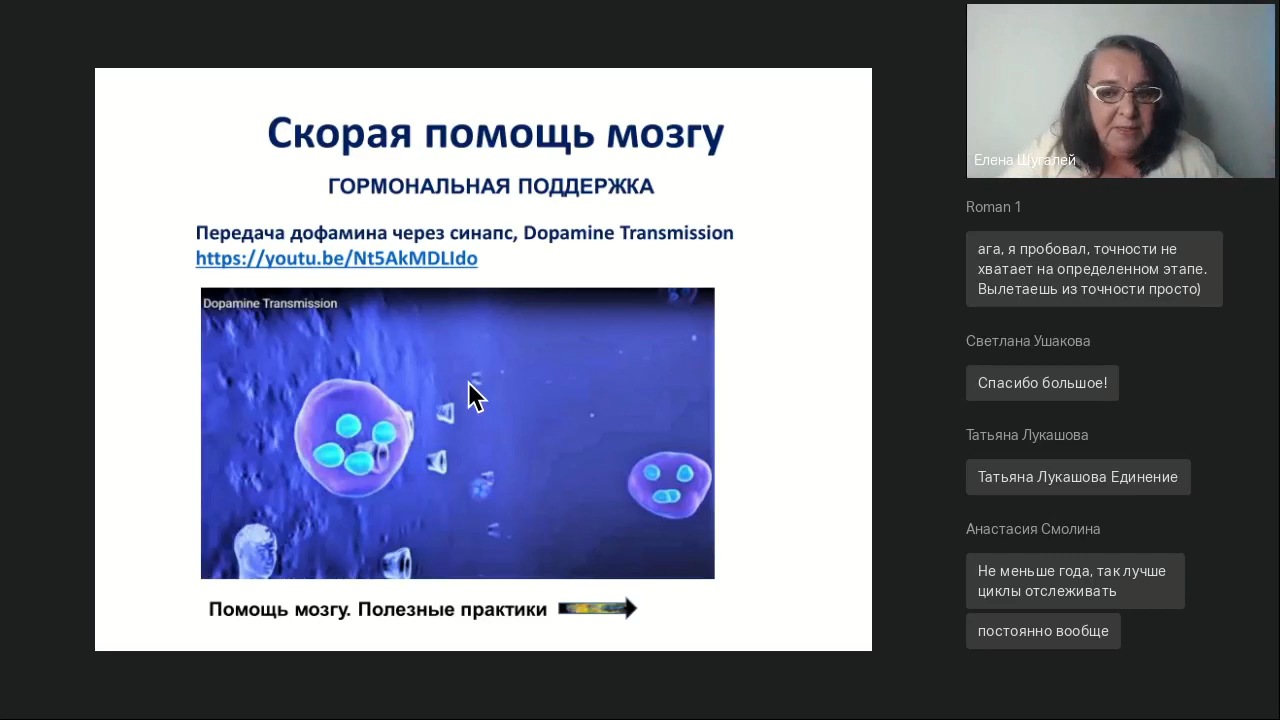 Скорая помощь мозгу
ГОРМОНАЛЬНАЯ ПОДДЕРЖКА
Передача дофамина через синапс, Dopamine Transmission
https://youtu.be/Nt5AkMDLIdo
Dopamine Transmission
Помощь мозгу. Полезные практики
Елена Шугалей
Roman 1
ага, я пробовал, точности не
хватает на определенном этапе.
Вылетаешь из точности просто)
Светлана Ушакова
Спасибо большое!
Татьяна Лукашова
Татьяна Лукашова Единение
Анастасия Смолина
Не меньше года, так лучше
циклы отслеживать
постоянно вообще